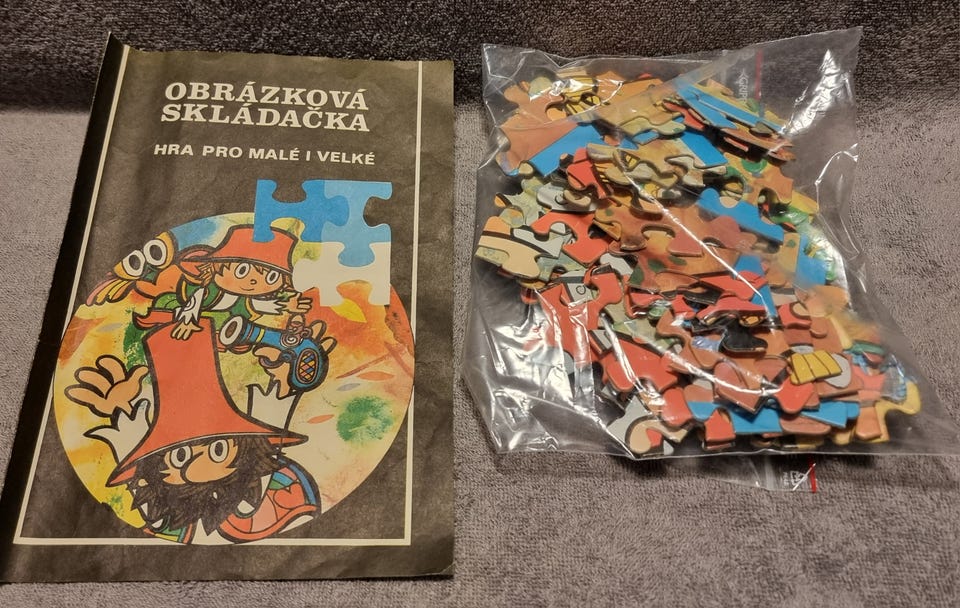 OBRÁZKOVÁ
SKLÁDAČKA
HRA PRO MALÉ I VELKÉ